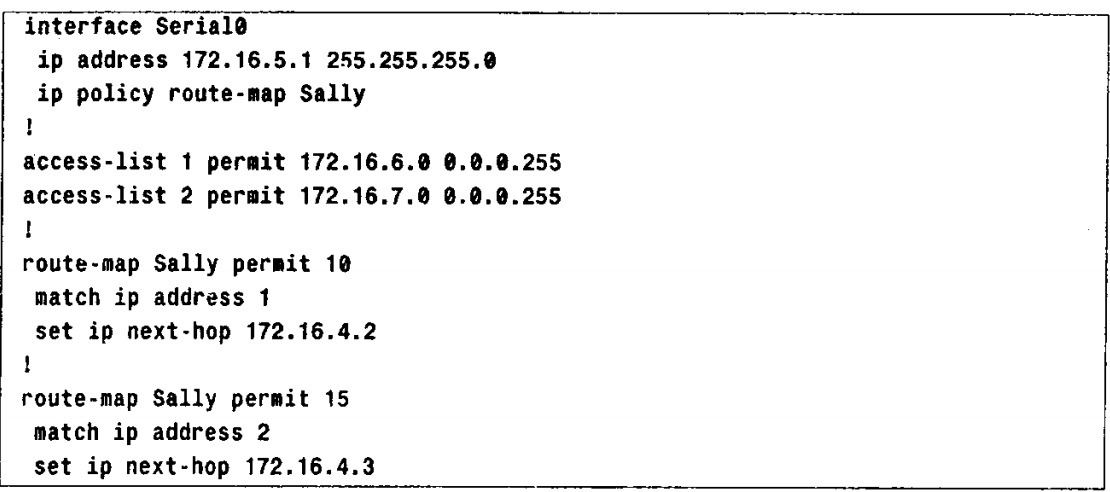 interface Serial0
ip address 172.16.5.1 255.255.255.0
ip policy route-map Sally
!
access-list 1 permit 172.16.6.0 0.0.0.255
access-list 2 permit 172.16.7.0 0.0.0.255
!
route-map Sally permit 10
match ip address 1
set ip next-hop 172.16.4.2
!
route-map Sally permit 15
match ip address 2
set ip next-hop 172.16.4.3